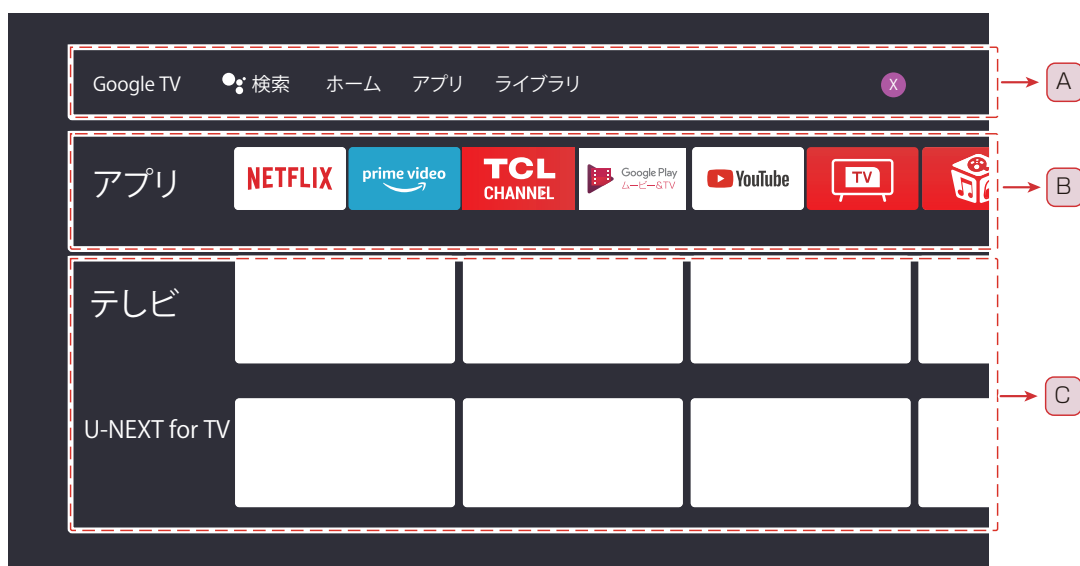 Google TV 検索 ホーム アプリ ライブラリ X
A
アプリ NETFLIX prime video TCL CHANNEL Google Play ムービー&TV YouTube TV
B
テレビ
U-NEXT for TV
C